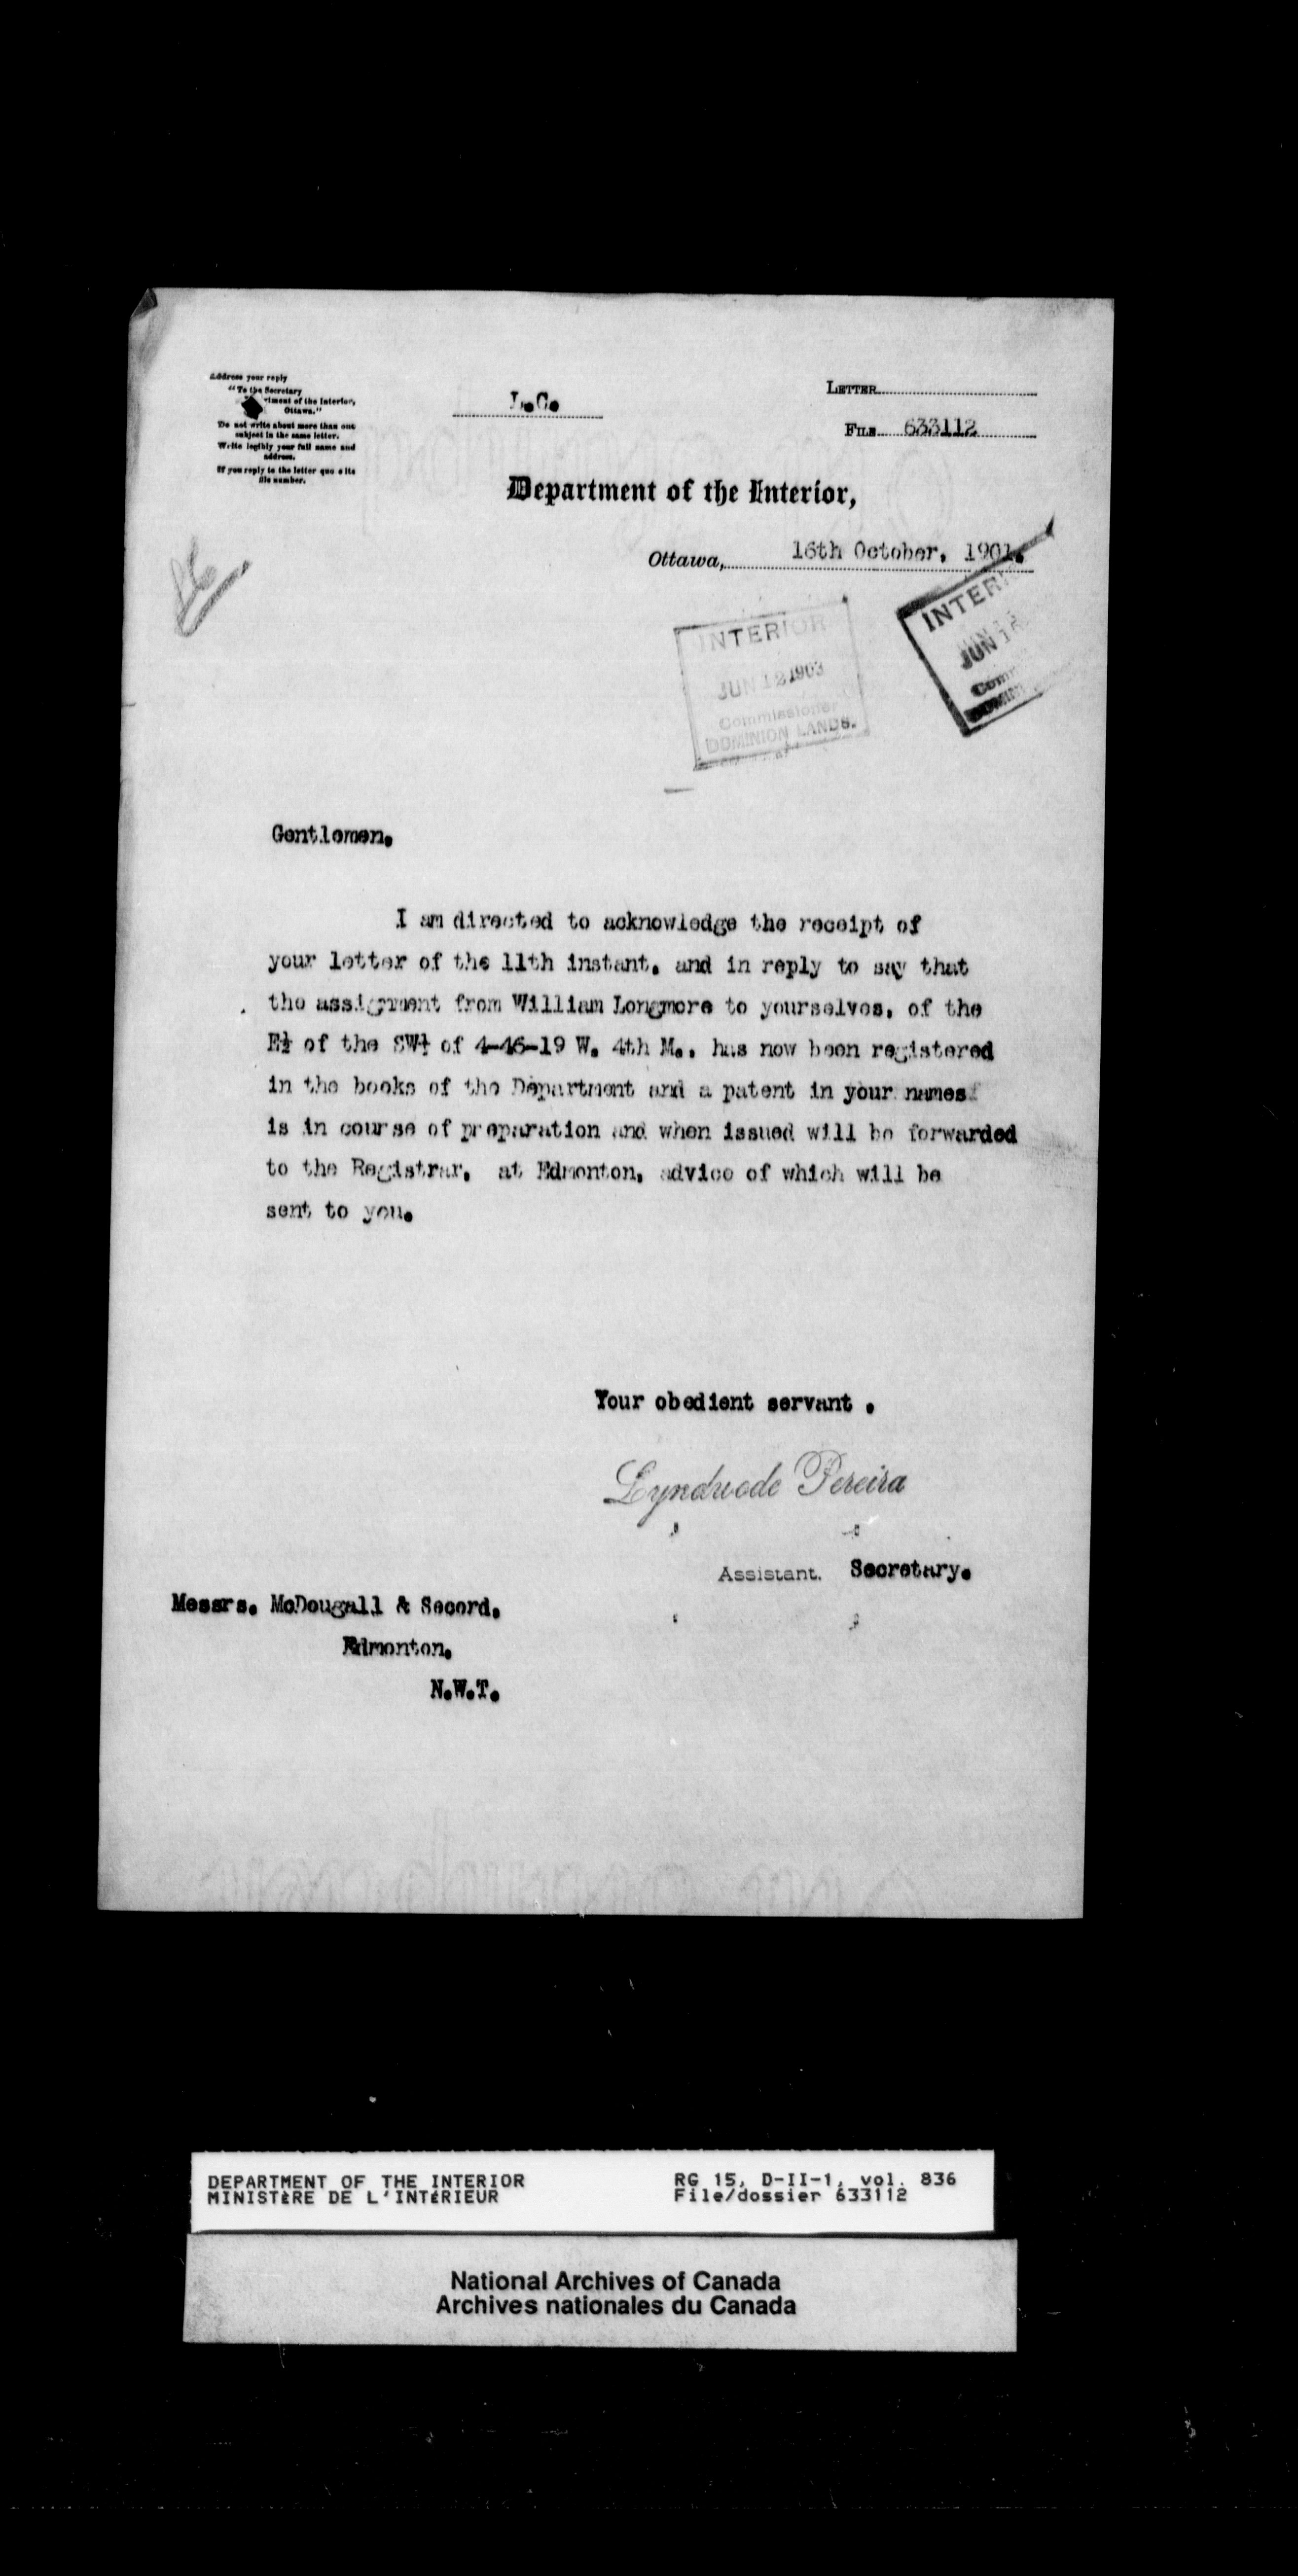 Address your reply
"To the Secretary
of the Interior,
Ottawa."
Do not write about more than one
subject in the same letter.
Write legibly your full name and
address.
If you reply to the letter quote its
file number.
L.C.
LETTER
FILE 633112
Department of the Interior,
Ottawa, 16th October, 1901.
INTERIOR
JUN 12 1903
Commissioner
DOMINION LANDS.
INTER
JUN 1
Com
DOMIN
Gentlemen,
I am directed to acknowledge the receipt of
your letter of the 11th instant, and in reply to say that
the assignment from William Longmore to yourselves, of the
E½ of the SW¼ of 4-46-19 W. 4th M., has now been registered
in the books of the Department and a patent in your names
is in course of preparation and when issued will be forwarded
to the Registrar, at Edmonton, advice of which will be
sent to you.
Your obedient servant.
Lyndwode Pereira
Assistant. Secretary.
Messrs. McDougall & Secord,
Edmonton,
N.W.T.
DEPARTMENT OF THE INTERIOR
MINISTèRE DE L'INTéRIEUR
RG 15, D-II-1, vol. 836
File/dossier 633112
National Archives of Canada
Archives nationales du Canada